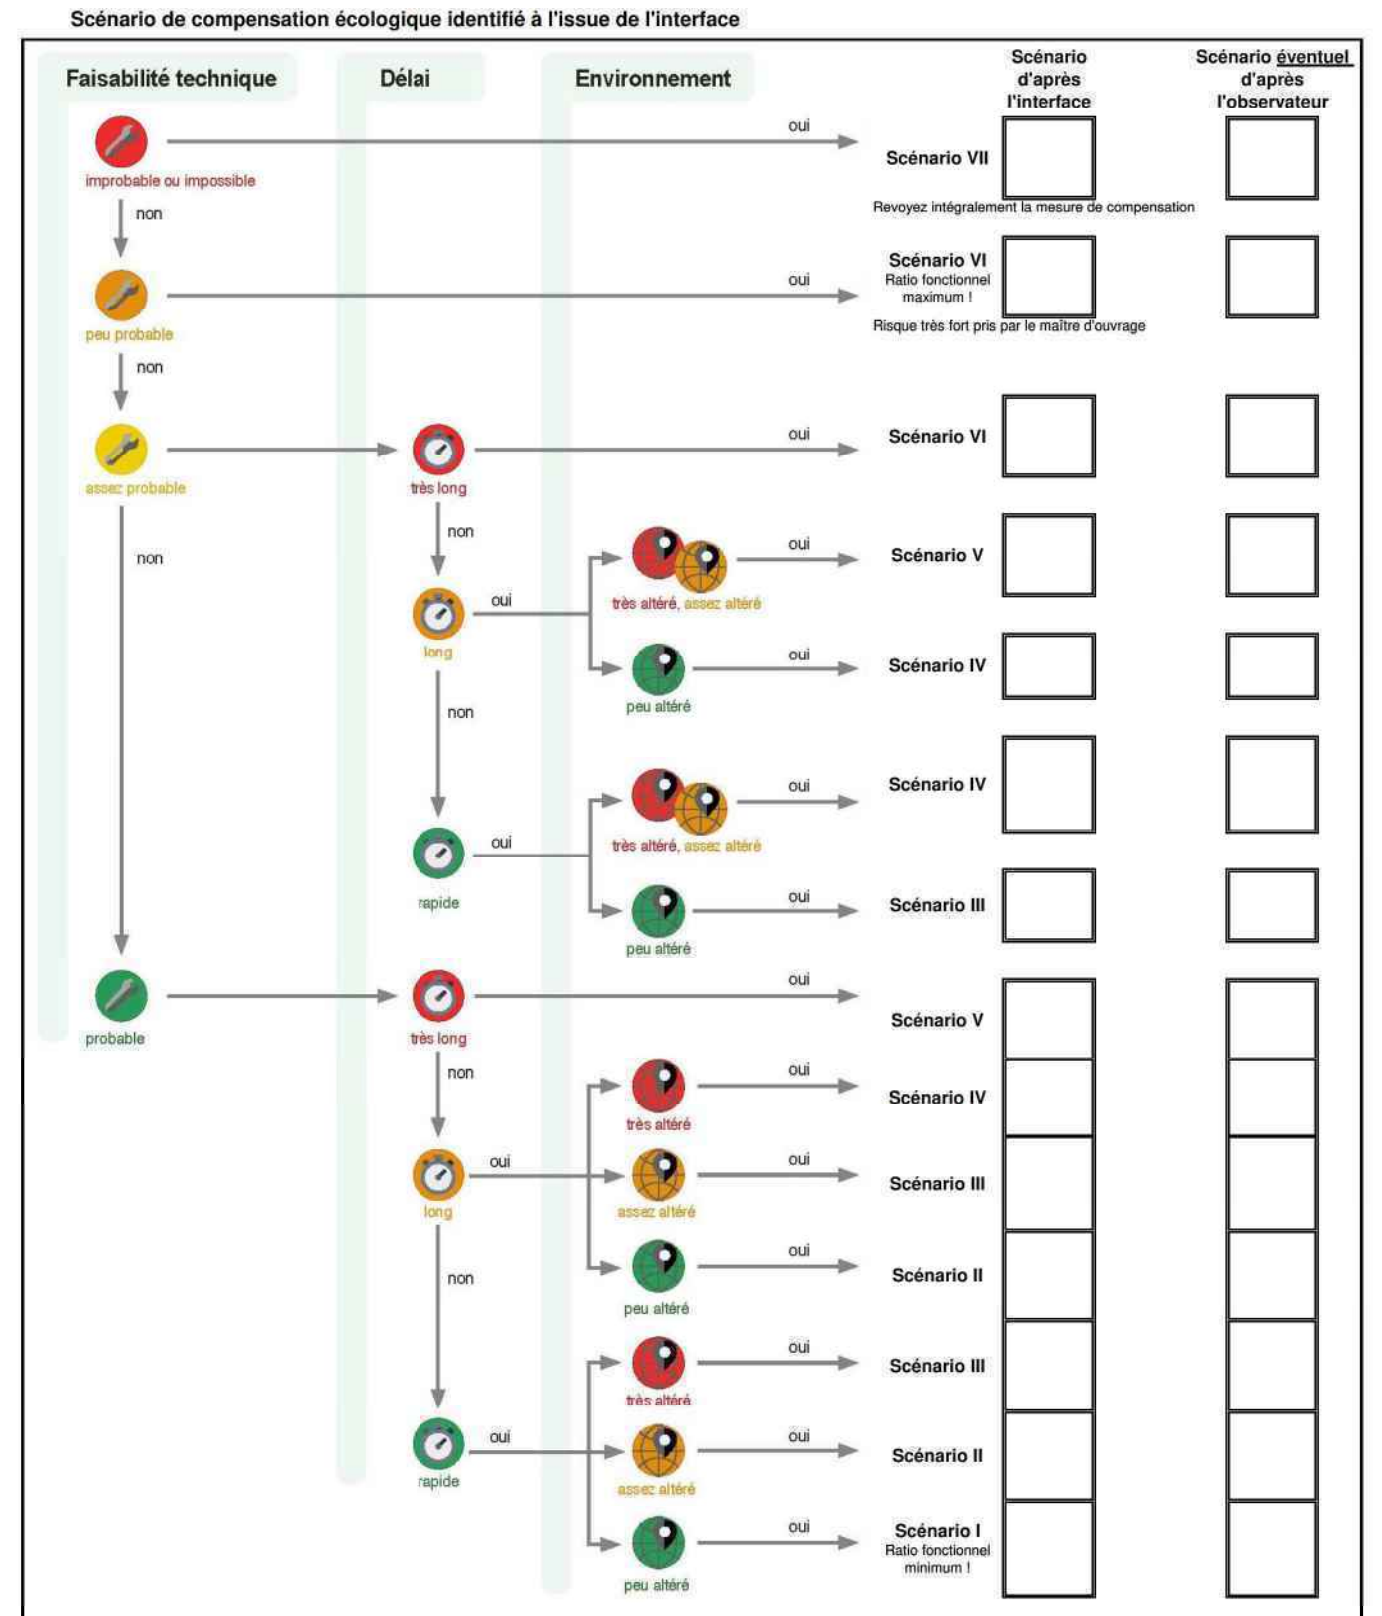 Scénario de compensation écologique identifié à l'issue de l'interface
Faisabilité technique
Délai
Environnement
Scénario
d'après
l'interface
Scénario éventuel
d'après
l'observateur
oui
improbable ou impossible
Scénario VII
Revoyez intégralement la mesure de compensation
non
oui
peu probable
Scénario VI
Ratio fonctionnel
maximum !
Risque très fort pris par le maître d'ouvrage
non
assez probable
très long
oui
Scénario VI
non
non
long
oui
très altéré, assez altéré
oui
Scénario V
peu altéré
oui
Scénario IV
non
rapide
oui
très altéré, assez altéré
oui
Scénario IV
peu altéré
oui
Scénario III
probable
très long
oui
Scénario V
non
très altéré
oui
Scénario IV
long
oui
assez altéré
oui
Scénario III
peu altéré
oui
Scénario II
non
très altéré
oui
Scénario III
rapide
oui
assez altéré
oui
Scénario II
peu altéré
oui
Scénario I
Ratio fonctionnel
minimum !